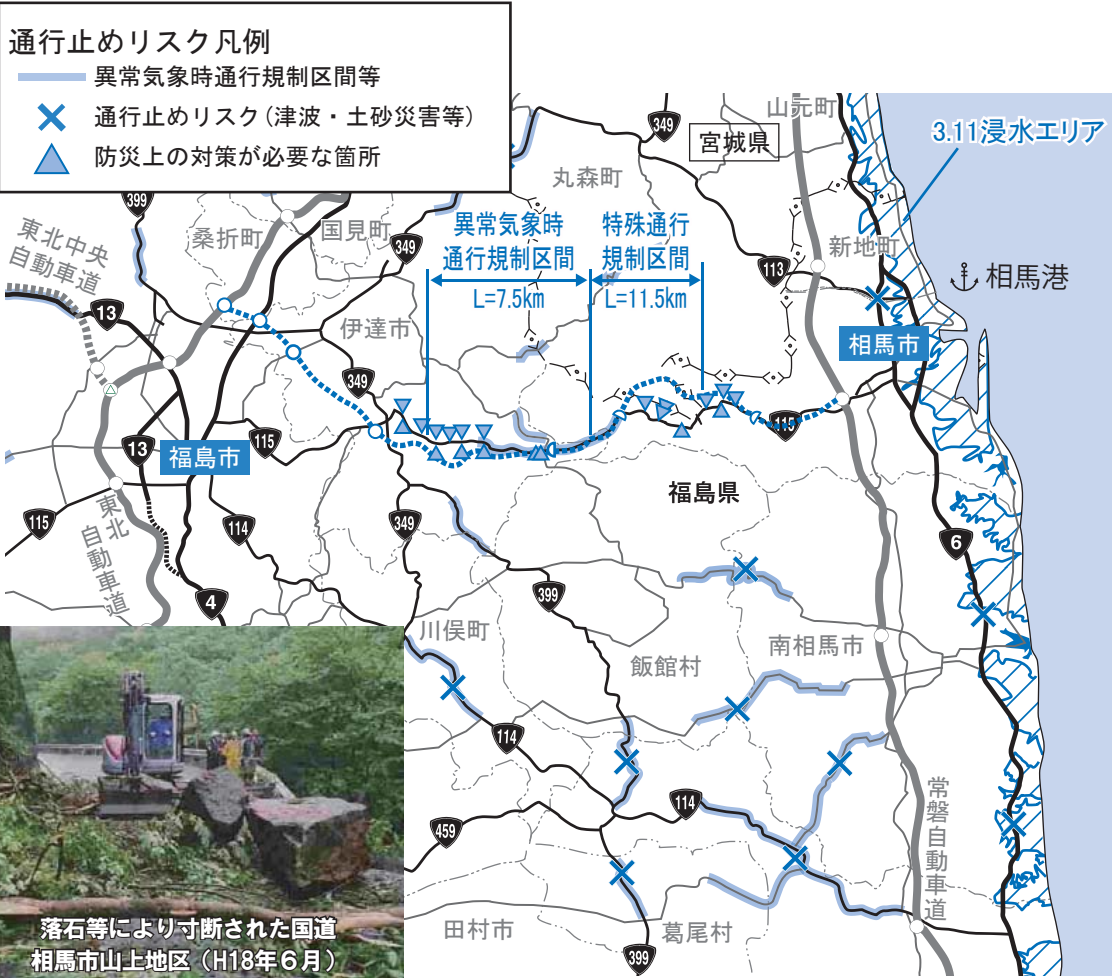 通行止めリスク凡例
異常気象時通行規制区間等
通行止めリスク(津波・土砂災害等)
防災上の対策が必要な箇所
山元町
349
宮城県
3.11浸水エリア
丸森町
399
桑折町
国見町
349
異常気象時
通行規制区間
L=7.5km
特殊通行
規制区間
L=11.5km
新地町
113
相馬港
東北中央
自動車道
13
伊達市
相馬市
349
115
13
福島市
115
福島県
115
東北
自動車道
114
349
6
4
399
川俣町
飯館村
南相馬市
114
114
459
常磐自動車道
田村市
葛尾村
399
落石等により寸断された国道
相馬市山上地区(H18年6月)